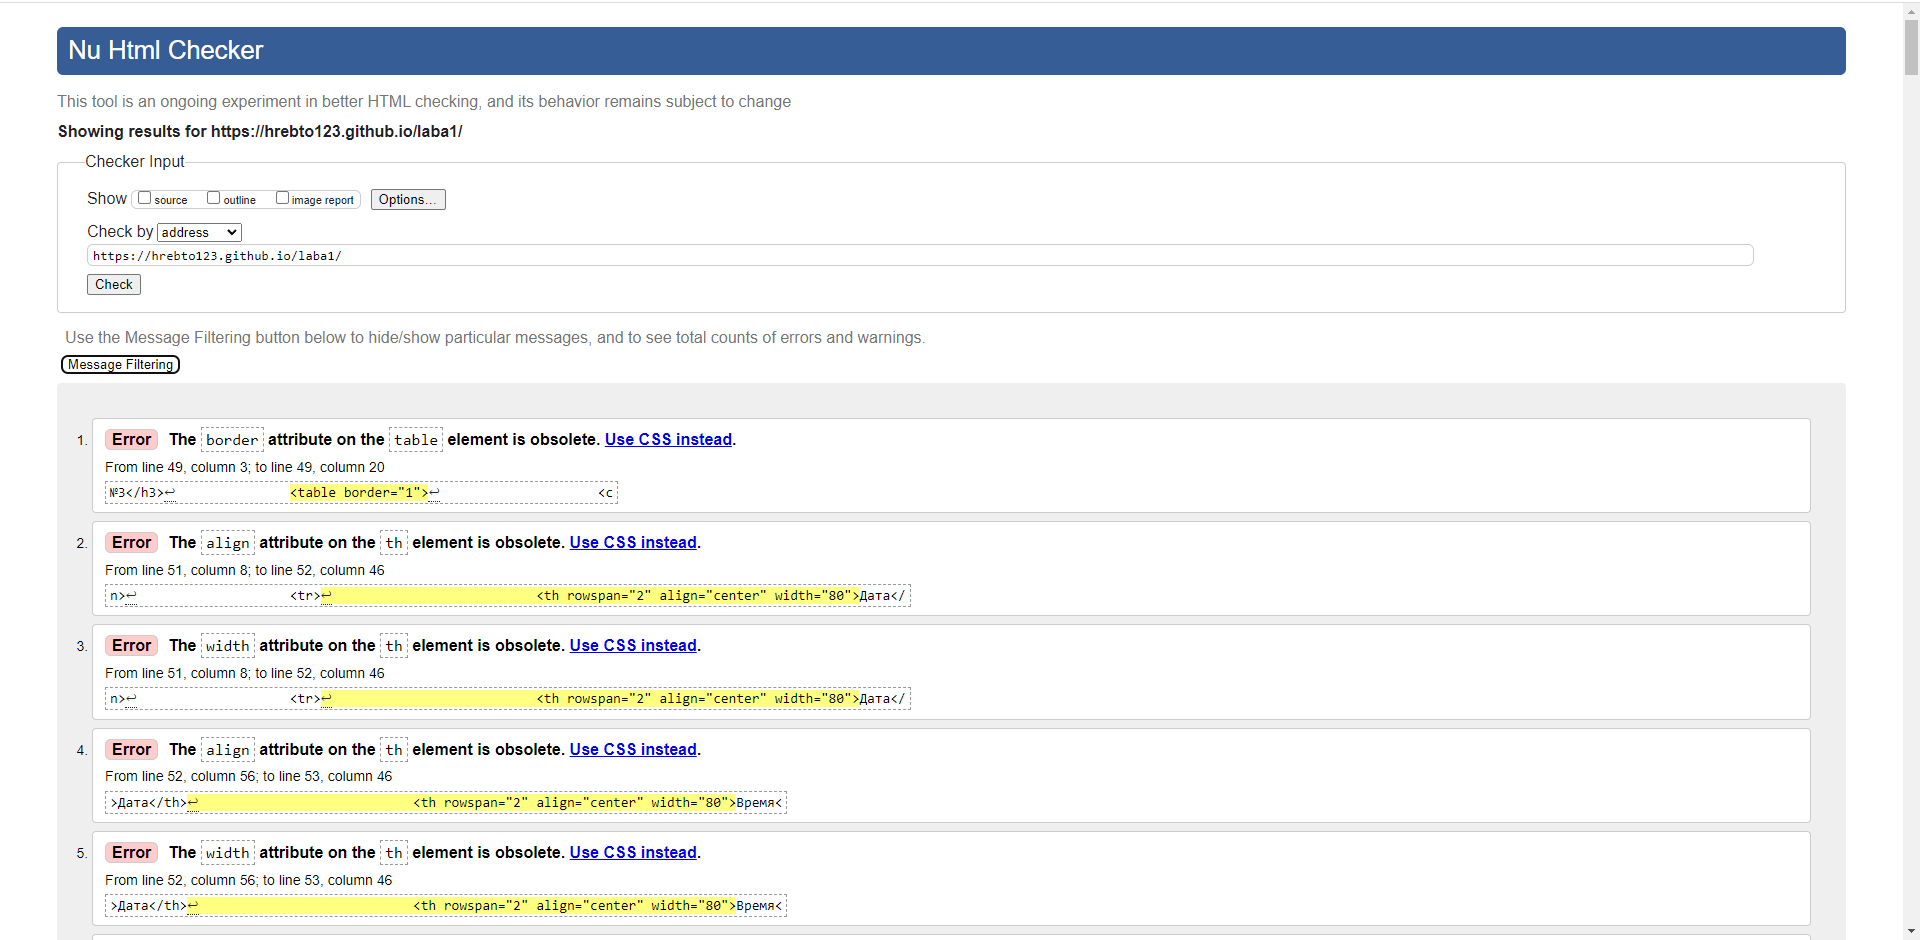 Nu Html Checker
This tool is an ongoing experiment in better HTML checking, and its behavior remains subject to change
Showing results for https://hrebto123.github.io/laba1/
Checker Input
Show source outline image report Options...
Check by address
https://hrebto123.github.io/laba1/
Check
Use the Message Filtering button below to hide/show particular messages, and to see total counts of errors and warnings.
Message Filtering
1. Error The border attribute on the table element is obsolete. Use CSS instead.
From line 49, column 3; to line 49, column 20
№3</h3>↩ <table border="1">↩ <c
2. Error The align attribute on the th element is obsolete. Use CSS instead.
From line 51, column 8; to line 52, column 46
n>↩ <tr>↩ <th rowspan="2" align="center" width="80">Дата</
3. Error The width attribute on the th element is obsolete. Use CSS instead.
From line 51, column 8; to line 52, column 46
n>↩ <tr>↩ <th rowspan="2" align="center" width="80">Дата</
4. Error The align attribute on the th element is obsolete. Use CSS instead.
From line 52, column 56; to line 53, column 46
>Дата</th>↩ <th rowspan="2" align="center" width="80">Время<
5. Error The width attribute on the th element is obsolete. Use CSS instead.
From line 52, column 56; to line 53, column 46
>Дата</th>↩ <th rowspan="2" align="center" width="80">Время<